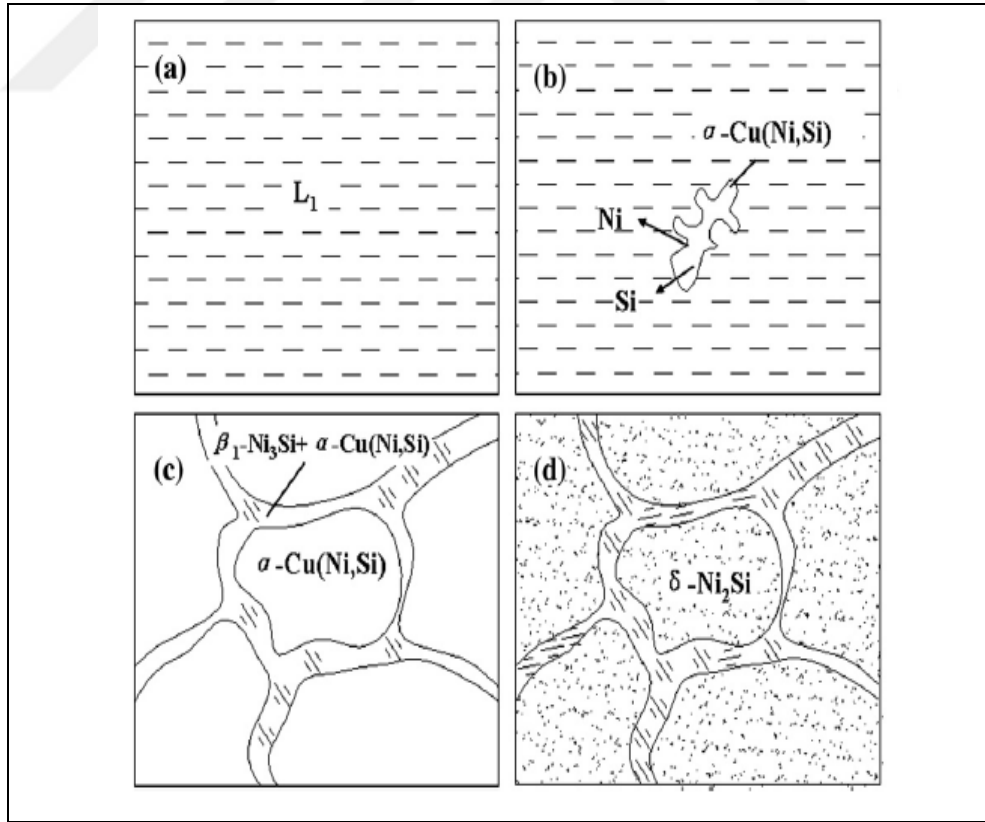 (a)
L₁
(b)
α-Cu(Ni,Si)
Ni
Si
(c)
β₁-Ni₃Si+ α-Cu(Ni,Si)
α-Cu(Ni,Si)
(d)
δ-Ni₂Si